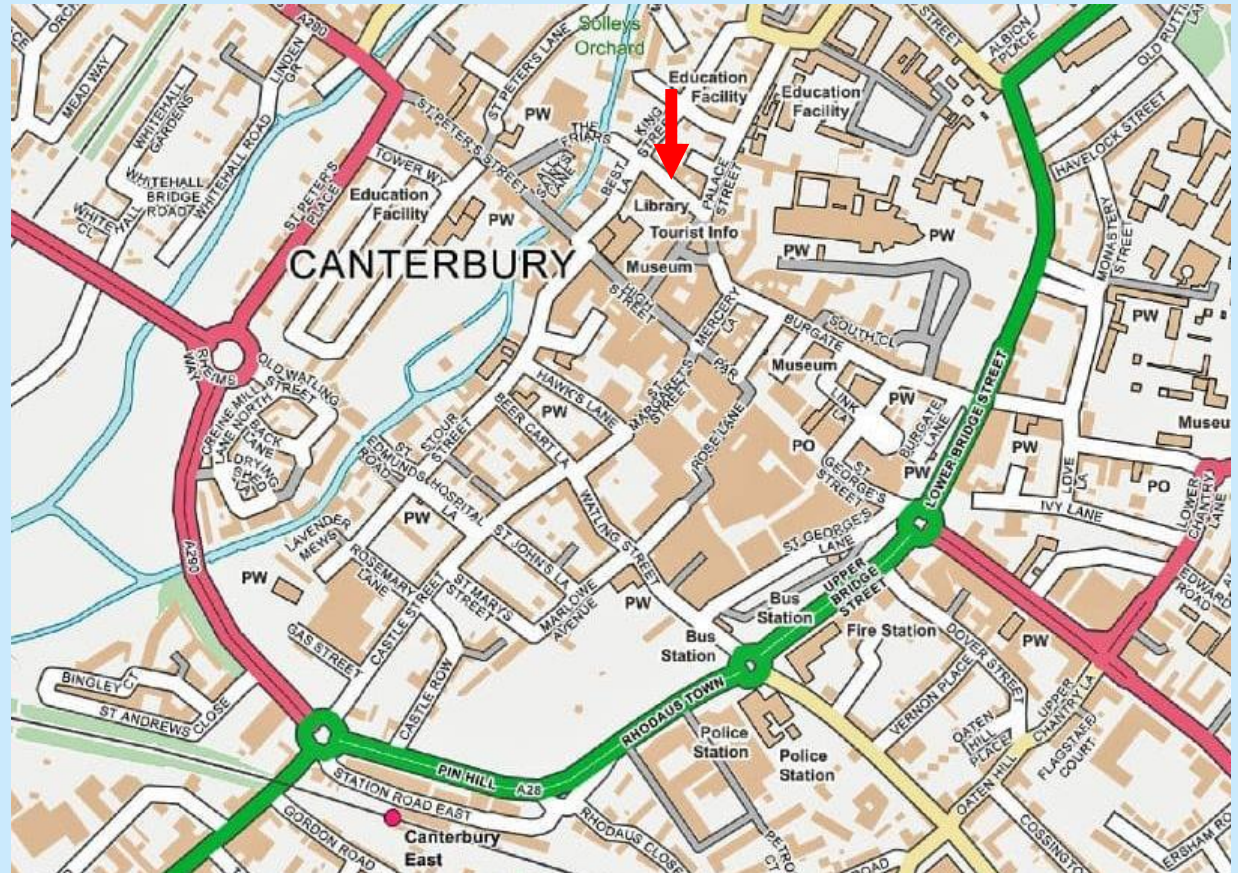 A280
LINDEN
GR
MEAD WAY
WHITEHALL
GARDENS
WHITEHALL ROAD
WHITEHALL
BRIDGE
ROAD
Solleys
Orchard
ST PETER'S LANE
PW
THE
FRIARS
KING
STREET
Education
Facility
Education
Facility
STREET
ALBION
PLACE
HAVELOCK STREET
MONASTERY
STREET
ST PETER'S STREET
TOWER WY
Education
Facility
ST PETER'S
PLACE
PW
BEST
LA
Library
PALACE
STREET
Tourist Info
PW
PW
PW
CANTERBURY
Museum
HIGH
STREET
MERCERY
LA
BURGATE
SOUTH CL
Museum
LINK
LA
PW
BURGATE
LANE
LOWER BRIDGE STREET
RHEIMS
WAY
OLD WATLING
STREET
CREINE MILL
LANE NORTH
BACK
LANE
DRYING
SHED
LA
HAWK'S LANE
PW
BEER CART LA
ST
MARGARET'S
STREET
PAR
ROSE LANE
PO
ST
GEORGE'S
STREET
PW
PW
LOVE
LA
PO
IVY LANE
LOWER
CHANTRY
LANE
STOUR
STREET
ST
EDMUNDS
ROAD
HOSPITAL
LA
PW
WATLING STREET
ST GEORGE'S
LANE
ST JOHN'S LA
LAVENDER
MEWS
ROSEMARY
LANE
PW
A290
ST MARYS
STREET
MARLOWE
AVENUE
PW
UPPER
BRIDGE
STREET
Bus
Station
Bus
Station
Fire Station
DOVER STREET
PW
EDWARD
ROAD
GAS STREET
CASTLE STREET
CASTLE ROW
BINGLEY CT
ST ANDREWS CLOSE
RHODAUS TOWN
VERNON PLACE
OATEN
HILL
PLACE
UPPER
CHANTRY LA
FLAGSTAFF
COURT
Police
Station
Police
Station
OATEN HILL
PIN HILL
A28
STATION ROAD EAST
GORDON ROAD
Canterbury
East
RHODAUS CLOSE
ROAD